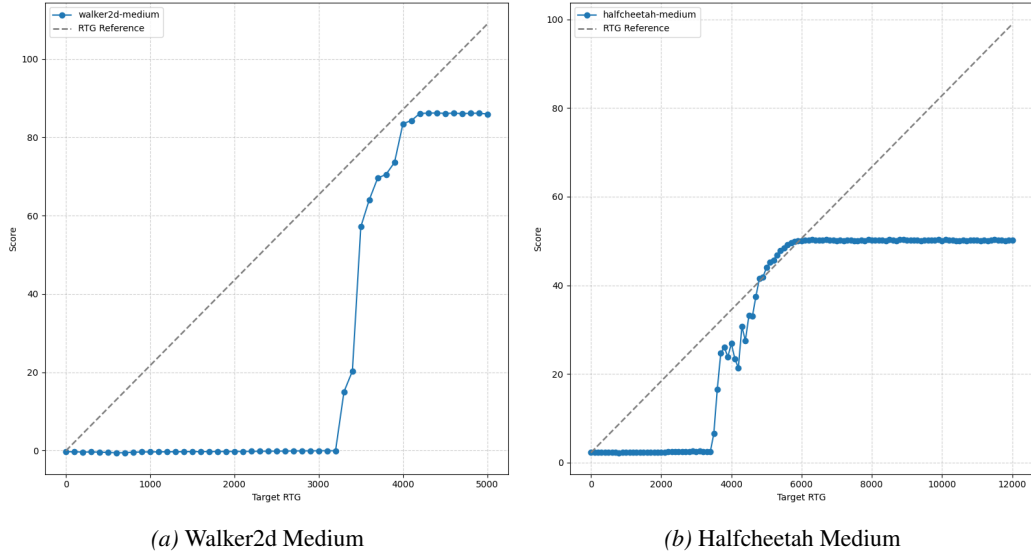 walker2d-medium
RTG Reference
100
80
60
40
20
0
Score
0
1000
2000
3000
4000
5000
Target RTG
(a) Walker2d Medium
halfcheetah-medium
RTG Reference
100
80
60
40
20
0
Score
0
2000
4000
6000
8000
10000
12000
Target RTG
(b) Halfcheetah Medium